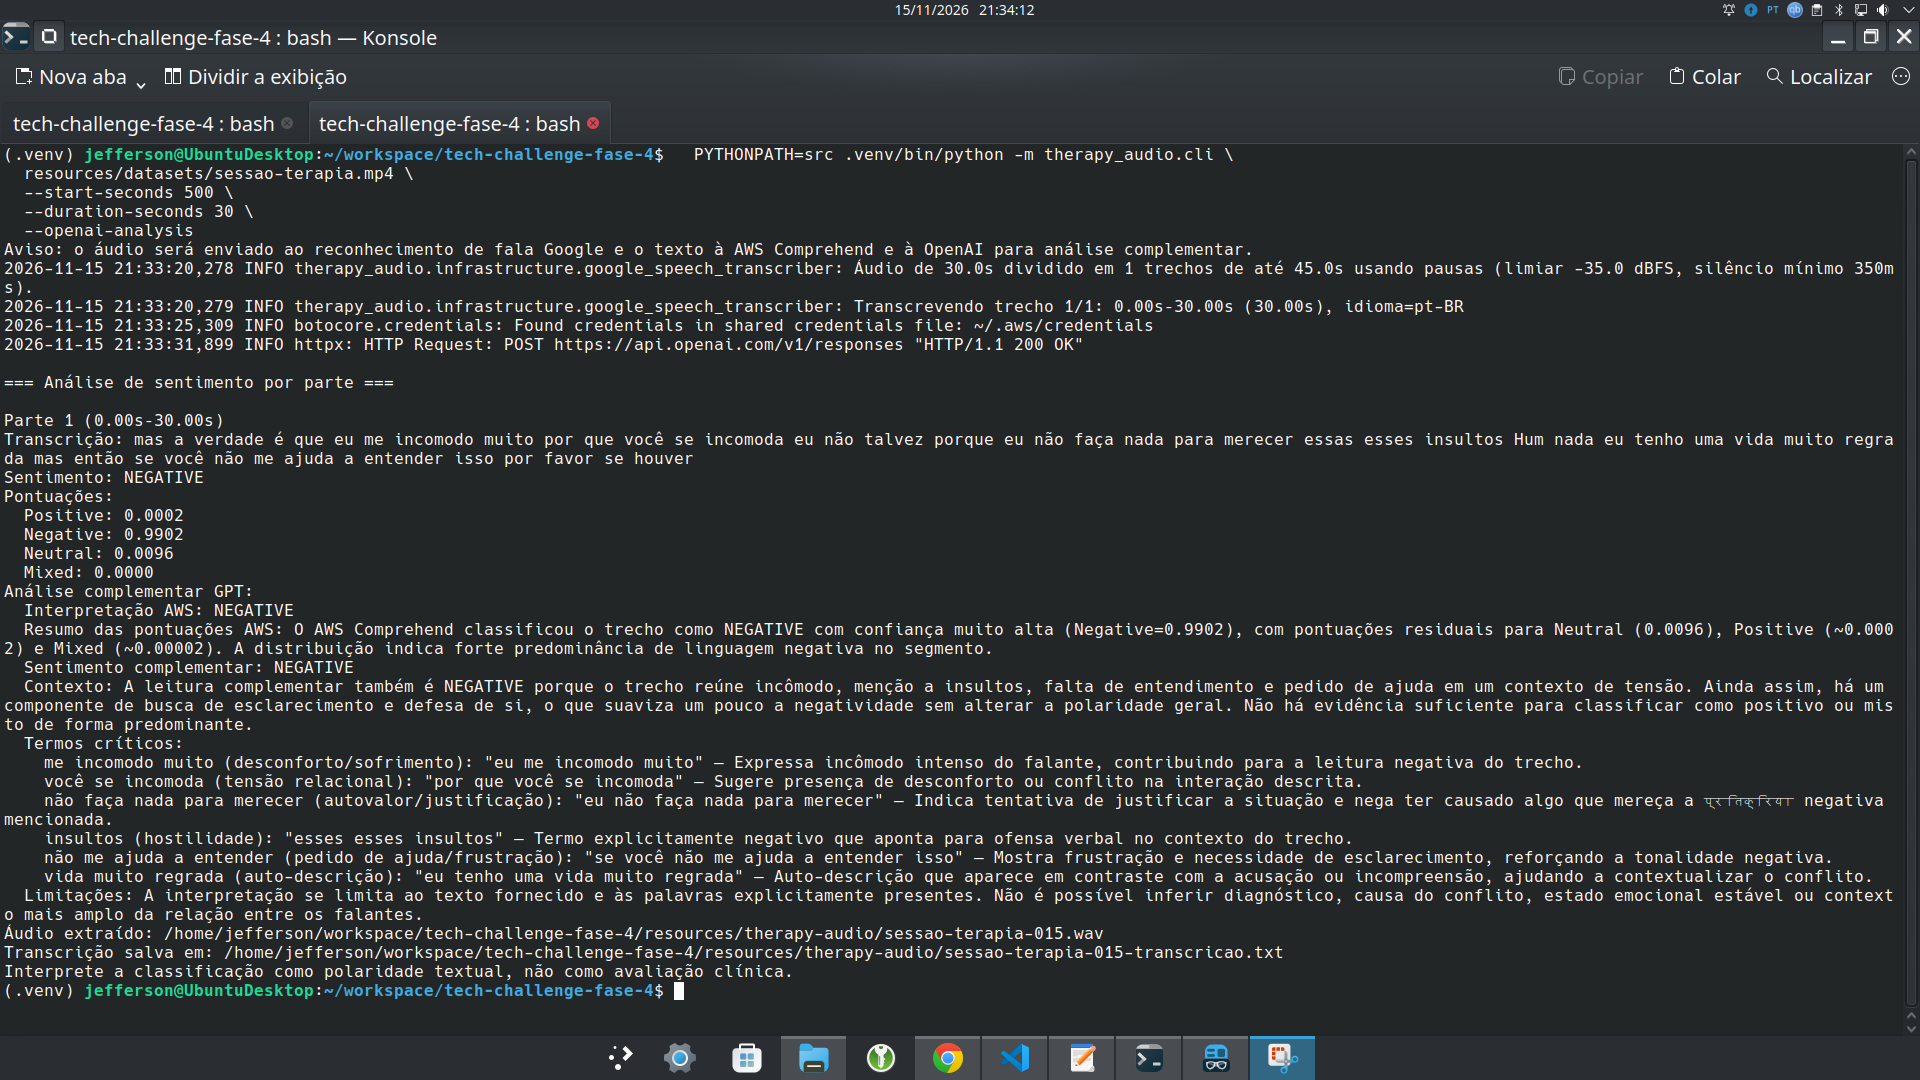 15/11/2026 21:34:12
PT
tech-challenge-fase-4 : bash — Konsole
Nova aba
Dividir a exibição
Copiar
Colar
Localizar
tech-challenge-fase-4 : bash
tech-challenge-fase-4 : bash
(.venv) jefferson@UbuntuDesktop:~/workspace/tech-challenge-fase-4$   PYTHONPATH=src .venv/bin/python -m therapy_audio.cli \
  resources/datasets/sessao-terapia.mp4 \
  --start-seconds 500 \
  --duration-seconds 30 \
  --openai-analysis
Aviso: o áudio será enviado ao reconhecimento de fala Google e o texto à AWS Comprehend e à OpenAI para análise complementar.
2026-11-15 21:33:20,278 INFO therapy_audio.infrastructure.google_speech_transcriber: Áudio de 30.0s dividido em 1 trechos de até 45.0s usando pausas (limiar -35.0 dBFS, silêncio mínimo 350m
s).
2026-11-15 21:33:20,279 INFO therapy_audio.infrastructure.google_speech_transcriber: Transcrevendo trecho 1/1: 0.00s-30.00s (30.00s), idioma=pt-BR
2026-11-15 21:33:25,309 INFO botocore.credentials: Found credentials in shared credentials file: ~/.aws/credentials
2026-11-15 21:33:31,899 INFO httpx: HTTP Request: POST https://api.openai.com/v1/responses "HTTP/1.1 200 OK"
=== Análise de sentimento por parte ===
Parte 1 (0.00s-30.00s)
Transcrição: mas a verdade é que eu me incomodo muito por que você se incomoda eu não talvez porque eu não faça nada para merecer essas esses insultos Hum nada eu tenho uma vida muito regra
da mas então se você não me ajuda a entender isso por favor se houver
Sentimento: NEGATIVE
Pontuações:
  Positive: 0.0002
  Negative: 0.9902
  Neutral: 0.0096
  Mixed: 0.0000
Análise complementar GPT:
  Interpretação AWS: NEGATIVE
  Resumo das pontuações AWS: O AWS Comprehend classificou o trecho como NEGATIVE com confiança muito alta (Negative=0.9902), com pontuações residuais para Neutral (0.0096), Positive (~0.000
2) e Mixed (~0.00002). A distribuição indica forte predominância de linguagem negativa no segmento.
  Sentimento complementar: NEGATIVE
  Contexto: A leitura complementar também é NEGATIVE porque o trecho reúne incômodo, menção a insultos, falta de entendimento e pedido de ajuda em um contexto de tensão. Ainda assim, há um
componente de busca de esclarecimento e defesa de si, o que suaviza um pouco a negatividade sem alterar a polaridade geral. Não há evidência suficiente para classificar como positivo ou mis
to de forma predominante.
  Termos críticos:
    me incomodo muito (desconforto/sofrimento): "eu me incomodo muito" — Expressa incômodo intenso do falante, contribuindo para a leitura negativa do trecho.
    você se incomoda (tensão relacional): "por que você se incomoda" — Sugere presença de desconforto ou conflito na interação descrita.
    não faça nada para merecer (autovalor/justificação): "eu não faça nada para merecer" — Indica tentativa de justificar a situação e nega ter causado algo que mereça a प्रतिक्रिया negativa
mencionada.
    insultos (hostilidade): "esses esses insultos" — Termo explicitamente negativo que aponta para ofensa verbal no contexto do trecho.
    não me ajuda a entender (pedido de ajuda/frustração): "se você não me ajuda a entender isso" — Mostra frustração e necessidade de esclarecimento, reforçando a tonalidade negativa.
    vida muito regrada (auto-descrição): "eu tenho uma vida muito regrada" — Auto-descrição que aparece em contraste com a acusação ou incompreensão, ajudando a contextualizar o conflito.
  Limitações: A interpretação se limita ao texto fornecido e às palavras explicitamente presentes. Não é possível inferir diagnóstico, causa do conflito, estado emocional estável ou context
o mais amplo da relação entre os falantes.
Áudio extraído: /home/jefferson/workspace/tech-challenge-fase-4/resources/therapy-audio/sessao-terapia-015.wav
Transcrição salva em: /home/jefferson/workspace/tech-challenge-fase-4/resources/therapy-audio/sessao-terapia-015-transcricao.txt
Interprete a classificação como polaridade textual, não como avaliação clínica.
(.venv) jefferson@UbuntuDesktop:~/workspace/tech-challenge-fase-4$